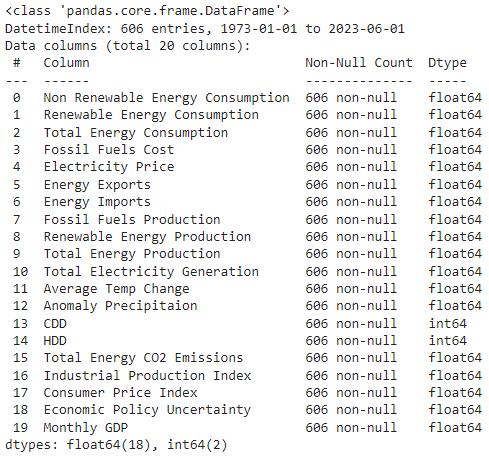 <class 'pandas.core.frame.DataFrame'>
DatetimeIndex: 606 entries, 1973-01-01 to 2023-06-01
Data columns (total 20 columns):
 #   Column                            Non-Null Count  Dtype
---  ------                            --------------  -----
 0   Non Renewable Energy Consumption  606 non-null    float64
 1   Renewable Energy Consumption      606 non-null    float64
 2   Total Energy Consumption          606 non-null    float64
 3   Fossil Fuels Cost                 606 non-null    float64
 4   Electricity Price                 606 non-null    float64
 5   Energy Exports                    606 non-null    float64
 6   Energy Imports                    606 non-null    float64
 7   Fossil Fuels Production           606 non-null    float64
 8   Renewable Energy Production       606 non-null    float64
 9   Total Energy Production           606 non-null    float64
 10  Total Electricity Generation      606 non-null    float64
 11  Average Temp Change               606 non-null    float64
 12  Anomaly Precipitaion              606 non-null    float64
 13  CDD                               606 non-null    int64
 14  HDD                               606 non-null    int64
 15  Total Energy CO2 Emissions        606 non-null    float64
 16  Industrial Production Index       606 non-null    float64
 17  Consumer Price Index              606 non-null    float64
 18  Economic Policy Uncertainty       606 non-null    float64
 19  Monthly GDP                       606 non-null    float64
dtypes: float64(18), int64(2)